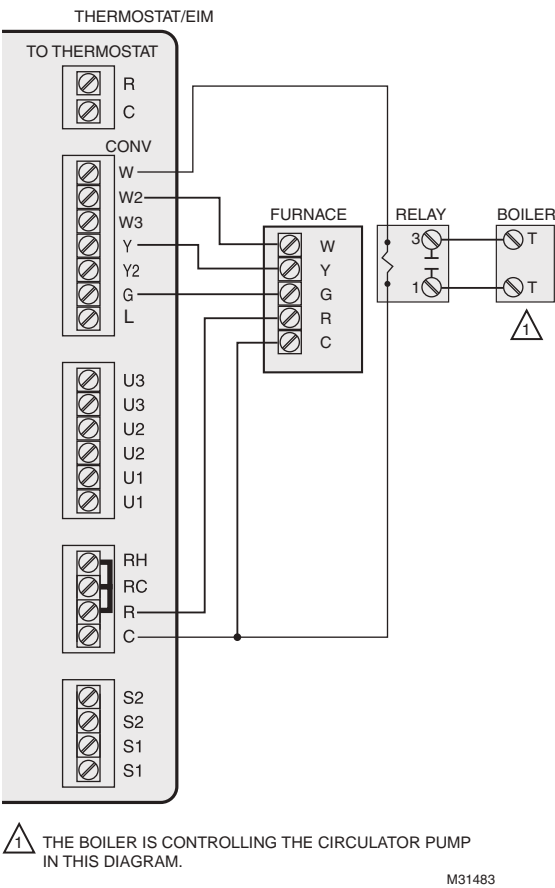 THERMOSTAT/EIM
TO THERMOSTAT
R
C
CONV
W
W2
W3
Y
Y2
G
L
FURNACE
W
Y
G
R
C
RELAY
3
1
BOILER
T
T
1
U3
U3
U2
U2
U1
U1
RH
RC
R
C
S2
S2
S1
S1
1 THE BOILER IS CONTROLLING THE CIRCULATOR PUMP
IN THIS DIAGRAM.
M31483